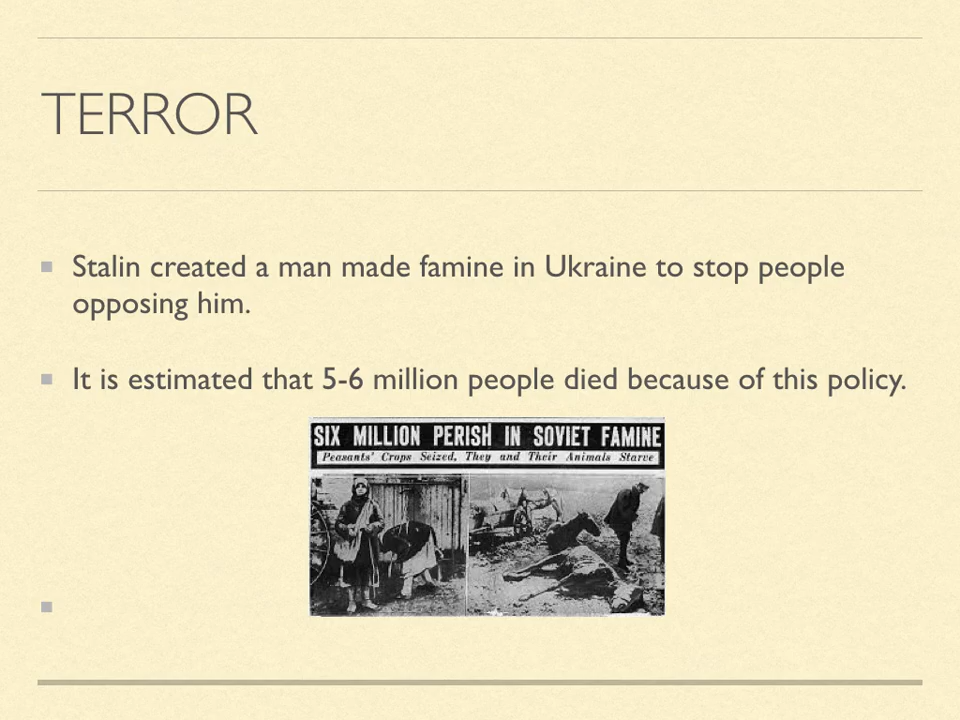 TERROR
Stalin created a man made famine in Ukraine to stop people
opposing him.
It is estimated that 5-6 million people died because of this policy.
SIX MILLION PERISH IN SOVIET FAMINE
Peasants' Crops Seized, They and Their Animals Starve